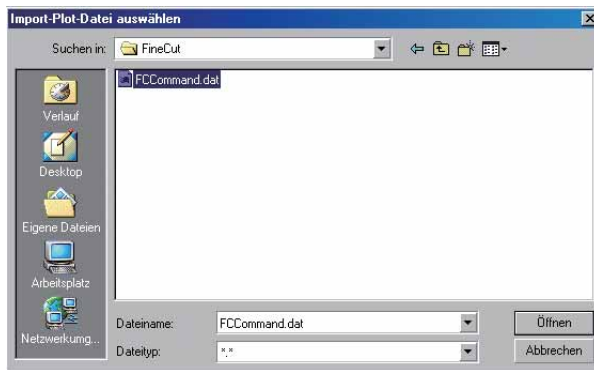 Import-Plot-Datei auswählen
Suchen in: FineCut
FCCommand.dat
Verlauf
Desktop
Eigene Dateien
Arbeitsplatz
Netzwerkumg...
Dateiname: FCCommand.dat Öffnen
Dateityp: *.* Abbrechen